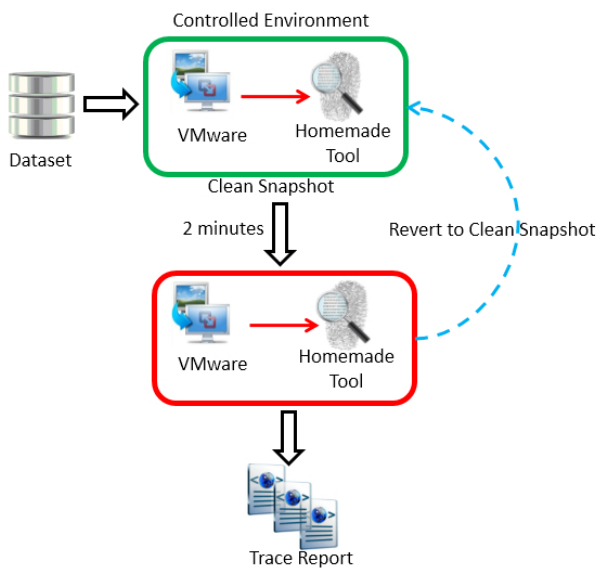 Controlled Environment
Dataset
VMware
Homemade
Tool
Clean Snapshot
2 minutes
Revert to Clean Snapshot
VMware
Homemade
Tool
Trace Report